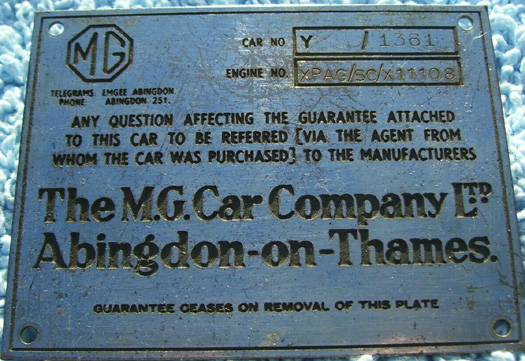 MG
CAR NO Y / 1361
ENGINE NO. XPAG/SC/X11108
TELEGRAMS EMGEE ABINGDON
PHONE ABINGDON 251.
ANY QUESTION AFFECTING THE GUARANTEE ATTACHED
TO THIS CAR TO BE REFERRED [VIA THE AGENT FROM
WHOM THE CAR WAS PURCHASED] TO THE MANUFACTURERS
The M.G. Car Company LTD.
Abingdon-on-Thames.
GUARANTEE CEASES ON REMOVAL OF THIS PLATE